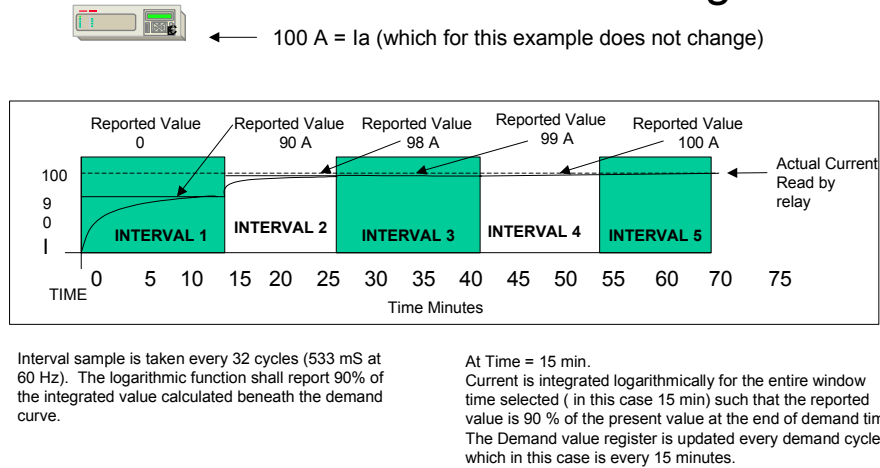 100 A = Ia (which for this example does not change)
Reported Value
0
Reported Value
90 A
Reported Value
98 A
Reported Value
99 A
Reported Value
100 A
100
9
0
I
INTERVAL 1
INTERVAL 2
INTERVAL 3
INTERVAL 4
INTERVAL 5
Actual Current
Read by
relay
TIME
0 5 10 15 20 25 30 35 40 45 50 55 60 70 75
Time Minutes
Interval sample is taken every 32 cycles (533 mS at
60 Hz). The logarithmic function shall report 90% of
the integrated value calculated beneath the demand
curve.
At Time = 15 min.
Current is integrated logarithmically for the entire window
time selected ( in this case 15 min) such that the reported
value is 90 % of the present value at the end of demand
The Demand value register is updated every demand cycle
which in this case is every 15 minutes.